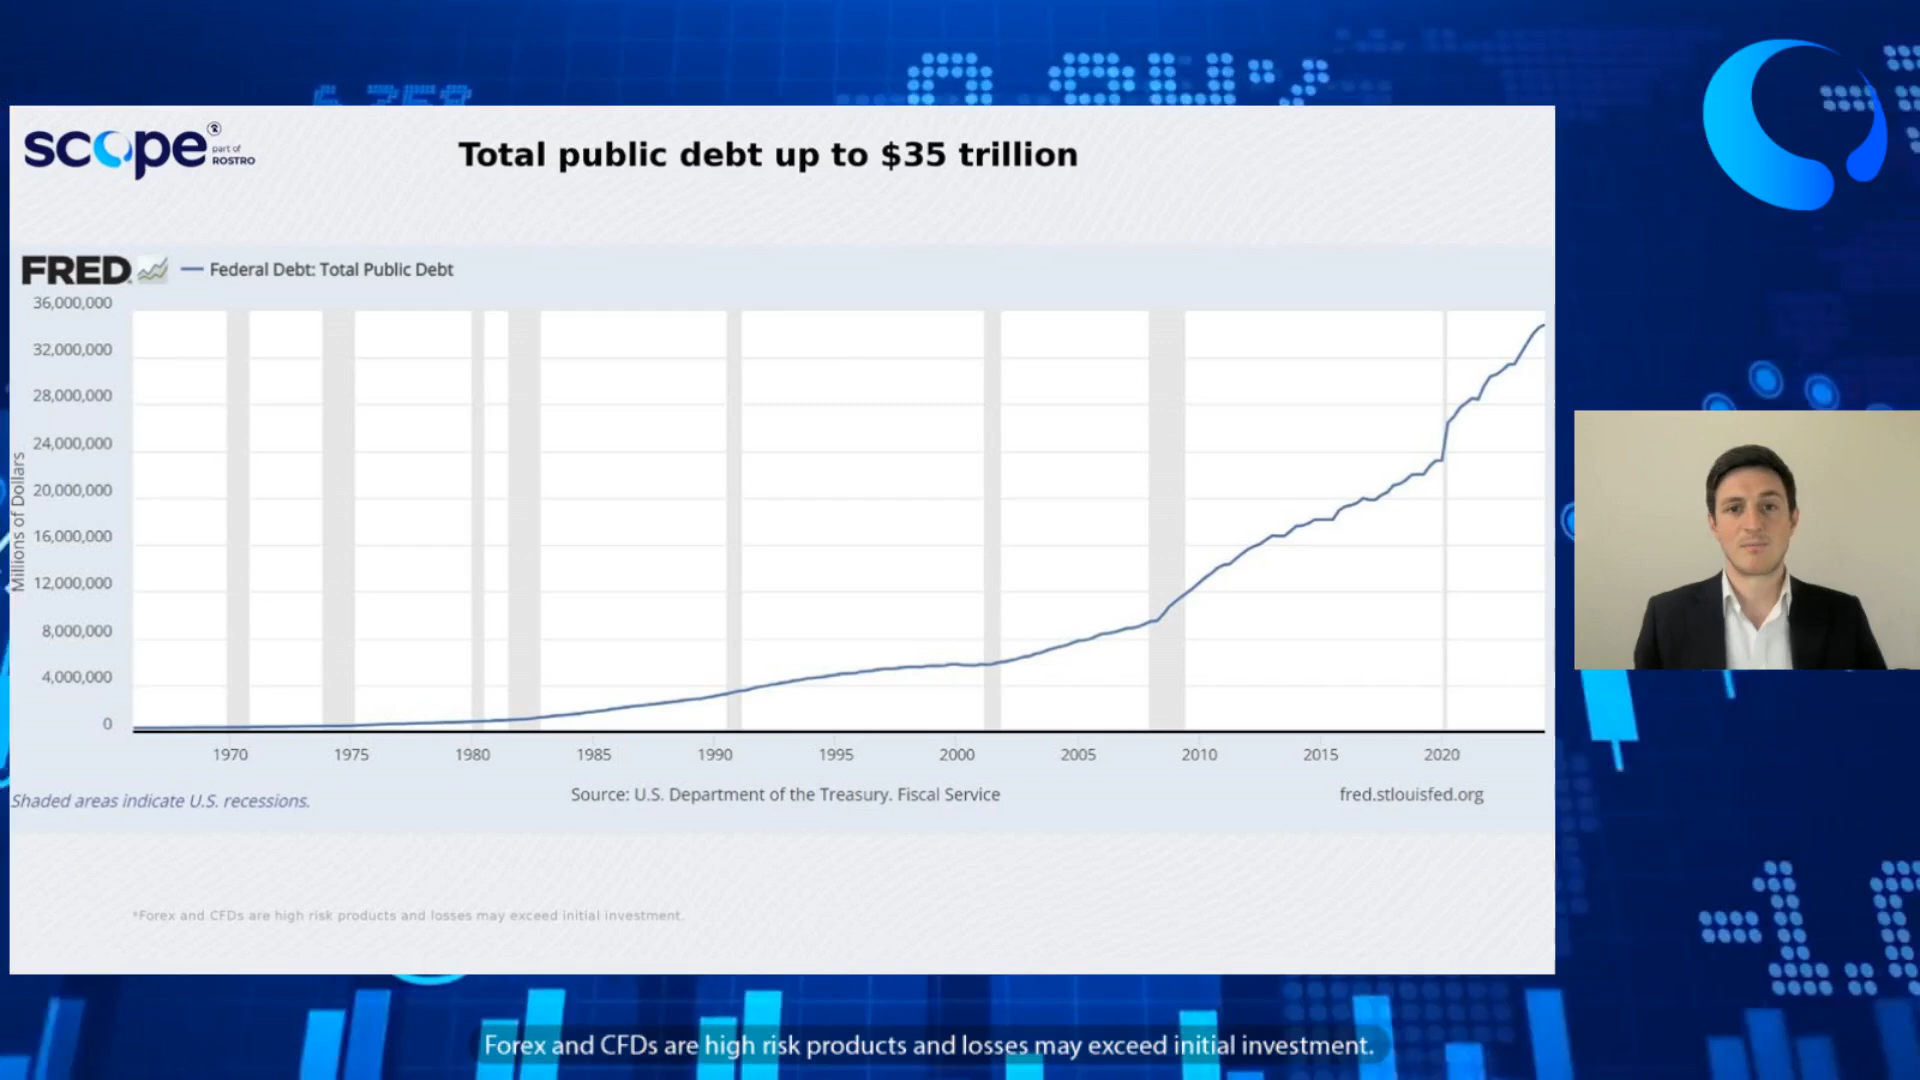 6,758
scope®
part of
ROSTRO
Total public debt up to $35 trillion
FRED
Federal Debt: Total Public Debt
36,000,000
32,000,000
28,000,000
24,000,000
20,000,000
16,000,000
12,000,000
8,000,000
4,000,000
0
Millions of Dollars
1970 1975 1980 1985 1990 1995 2000 2005 2010 2015 2020
Shaded areas indicate U.S. recessions.
Source: U.S. Department of the Treasury. Fiscal Service
fred.stlouisfed.org
*Forex and CFDs are high risk products and losses may exceed initial investment.
Forex and CFDs are high risk products and losses may exceed initial investment.